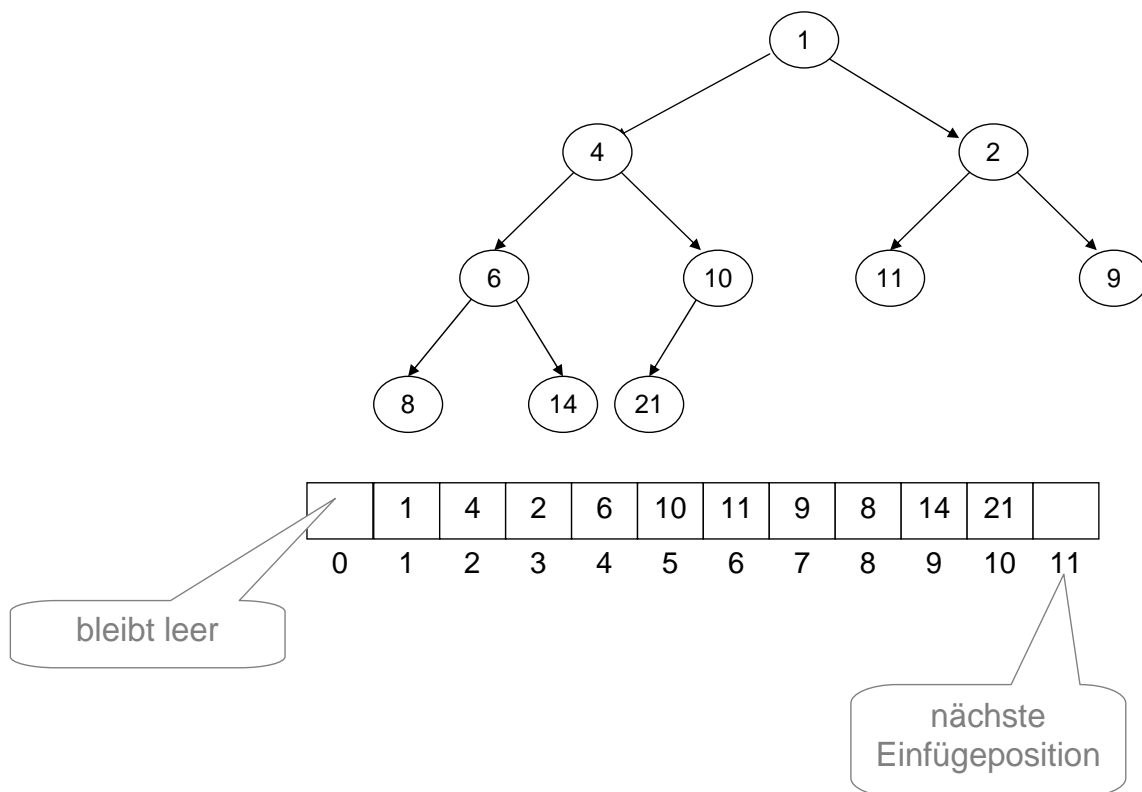 1
4 2
6 10 11 9
8 14 21
1 4 2 6 10 11 9 8 14 21
0 1 2 3 4 5 6 7 8 9 10 11
bleibt leer
nächste
Einfügeposition